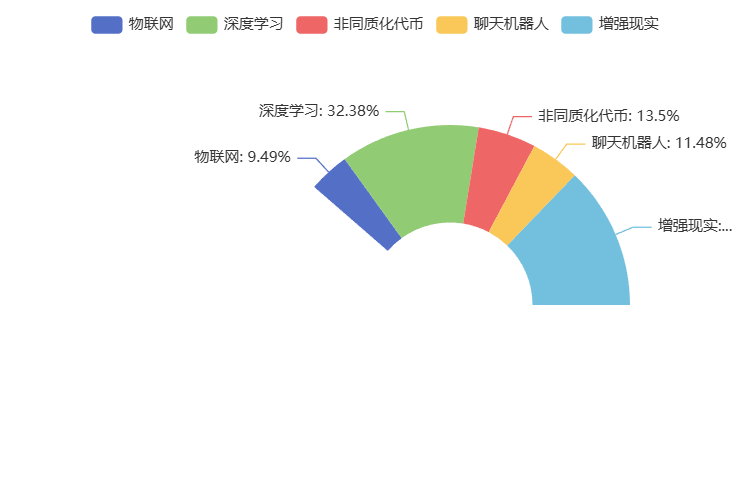 物联网 深度学习 非同质化代币 聊天机器人 增强现实
深度学习: 32.38%
非同质化代币: 13.5%
聊天机器人: 11.48%
物联网: 9.49%
增强现实:...